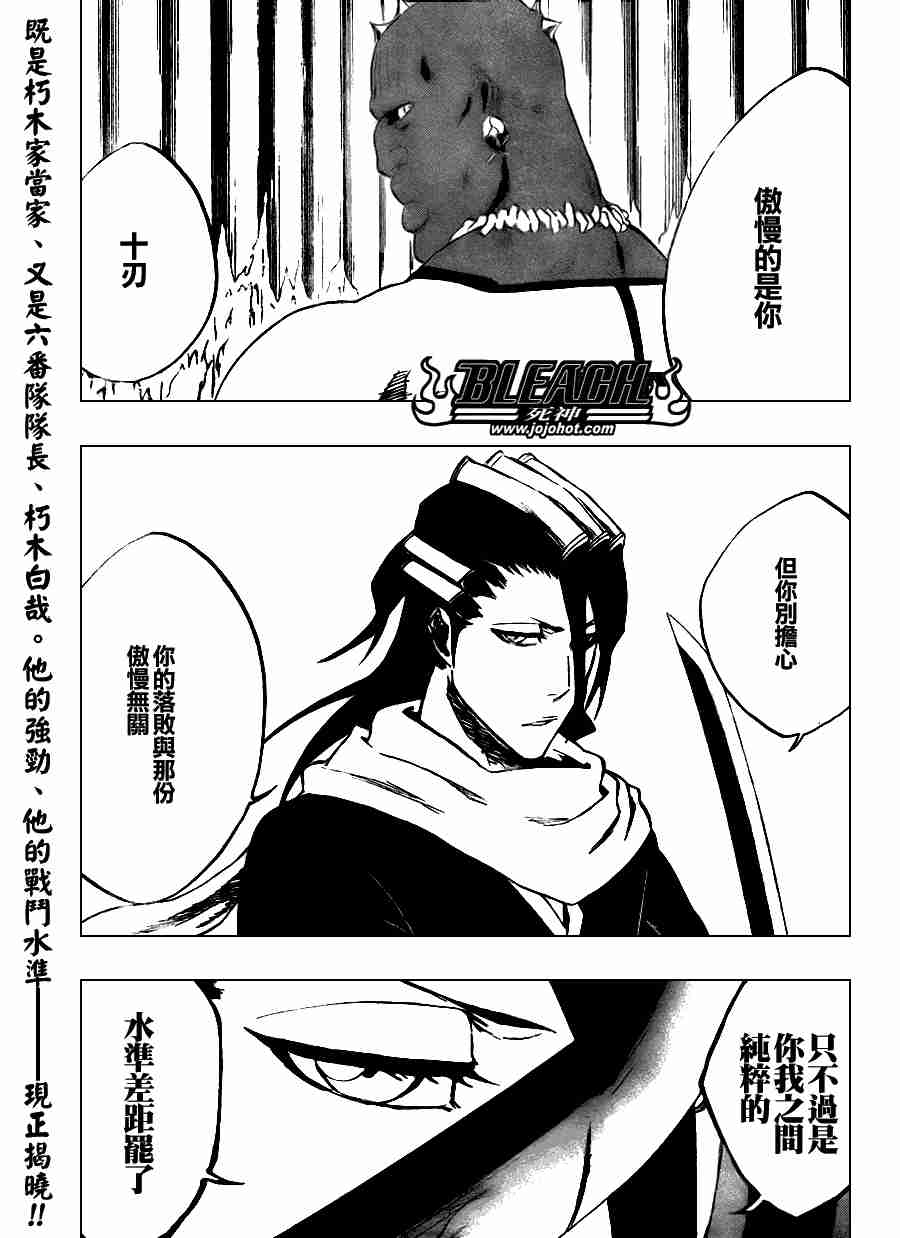 傲慢的是你
十刃
BLEACH
死神
www.jojohot.com
但你別擔心
你的落敗與那份
傲慢無關
只不過是
你我之間
純粹的
水準差距罷了
既是朽木家當家、又是六番隊隊長、朽木白哉。他的強勁、他的戰鬥水準——現正揭曉!!